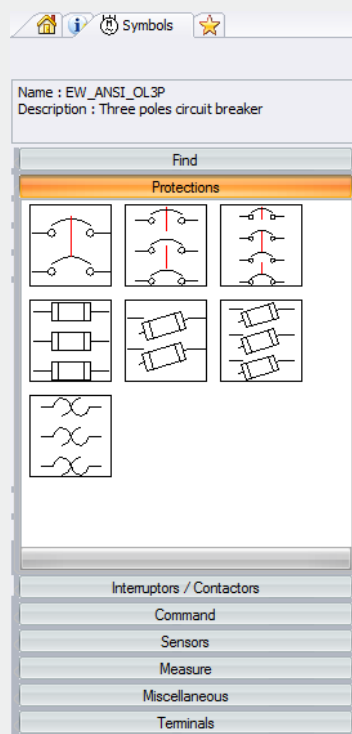 Symbols
Name : EW_ANSI_OL3P
Description : Three poles circuit breaker
Find
Protections
Interruptors / Contactors
Command
Sensors
Measure
Miscellaneous
Terminals